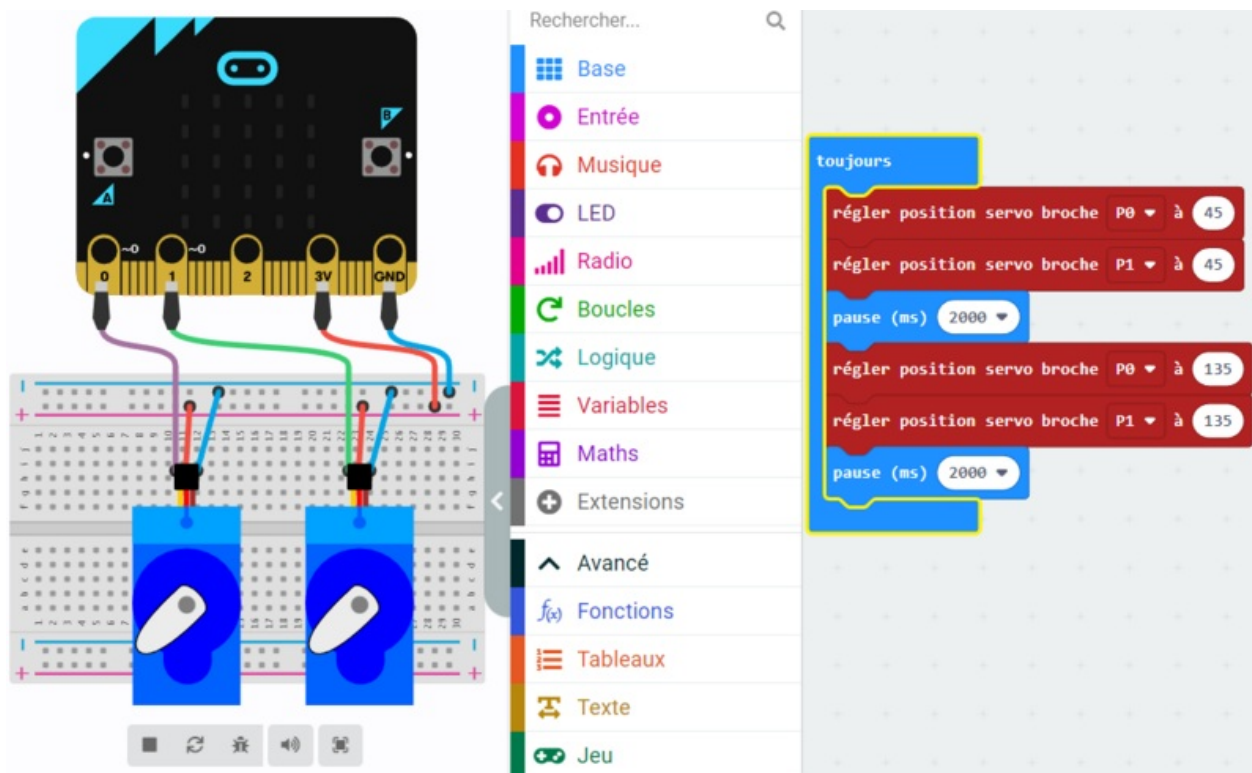 B
A
~0 ~0
0 1 2 3V GND
Rechercher...
Base
Entrée
Musique
LED
Radio
Boucles
Logique
Variables
Maths
Extensions
Avancé
f(x) Fonctions
Tableaux
Texte
Jeu
toujours
régler position servo broche P0 à 45
régler position servo broche P1 à 45
pause (ms) 2000
régler position servo broche P0 à 135
régler position servo broche P1 à 135
pause (ms) 2000